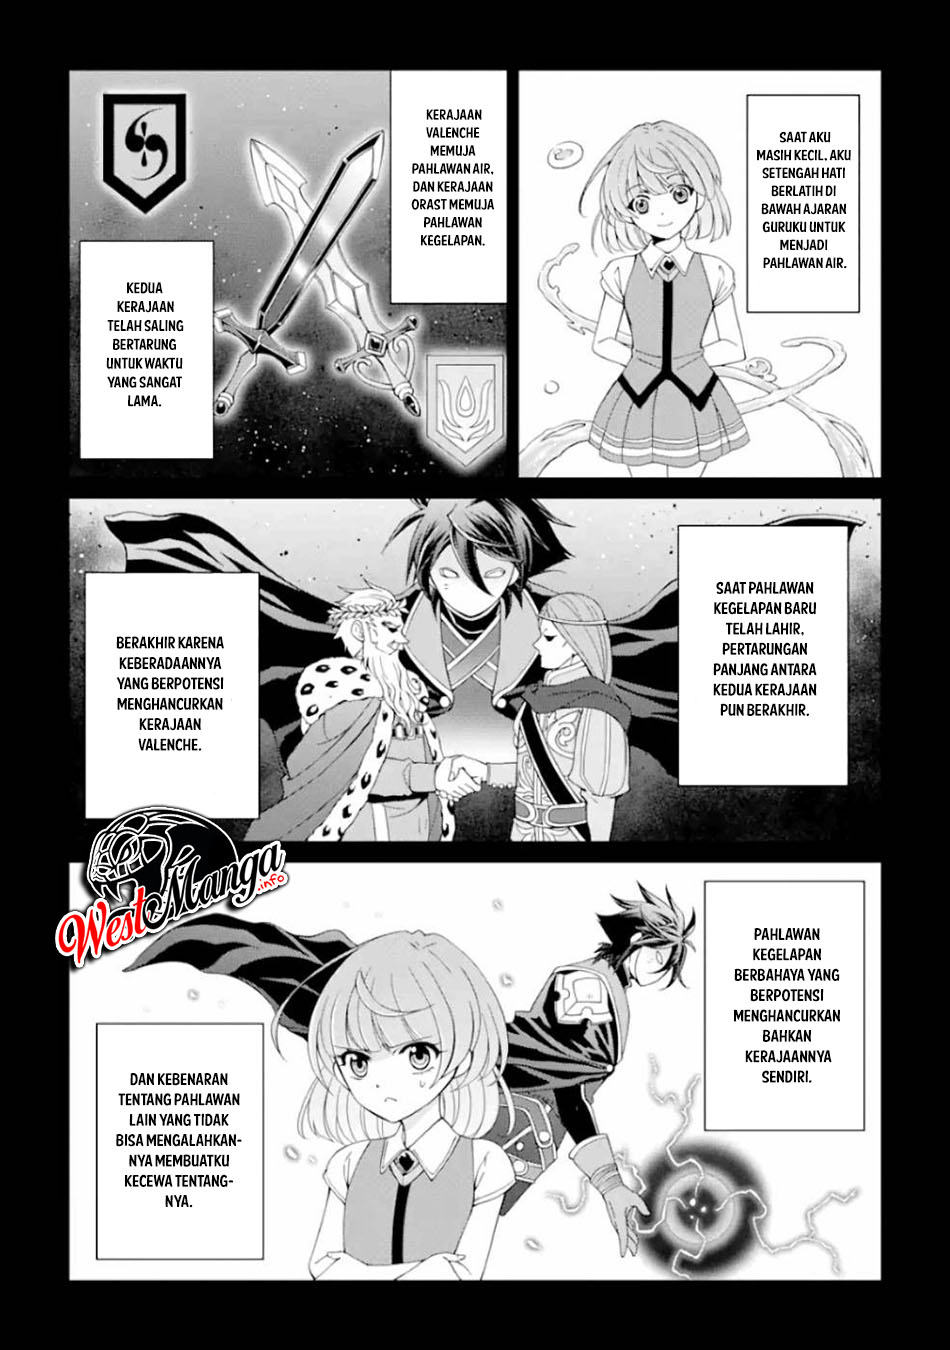 SAAT AKU
MASIH KECIL, AKU
SETENGAH HATI
BERLATIH DI
BAWAH AJARAN
GURUKU UNTUK
MENJADI
PAHLAWAN AIR.
KERAJAAN
VALENCHE
MEMUJA
PAHLAWAN AIR,
DAN KERAJAAN
ORAST MEMUJA
PAHLAWAN
KEGELAPAN.
KEDUA
KERAJAAN
TELAH SALING
BERTARUNG
UNTUK WAKTU
YANG SANGAT
LAMA.
SAAT PAHLAWAN
KEGELAPAN BARU
TELAH LAHIR,
PERTARUNGAN
PANJANG ANTARA
KEDUA KERAJAAN
PUN BERAKHIR.
BERAKHIR KARENA
KEBERADAANNYA
YANG BERPOTENSI
MENGHANCURKAN
KERAJAAN
VALENCHE.
WestManga
.info
PAHLAWAN
KEGELAPAN
BERBAHAYA YANG
BERPOTENSI
MENGHANCURKAN
BAHKAN
KERAJAANNYA
SENDIRI.
DAN KEBENARAN
TENTANG PAHLAWAN
LAIN YANG TIDAK
BISA MENGALAHKAN-
NYA MEMBUATKU
KECEWA TENTANG-
NYA.